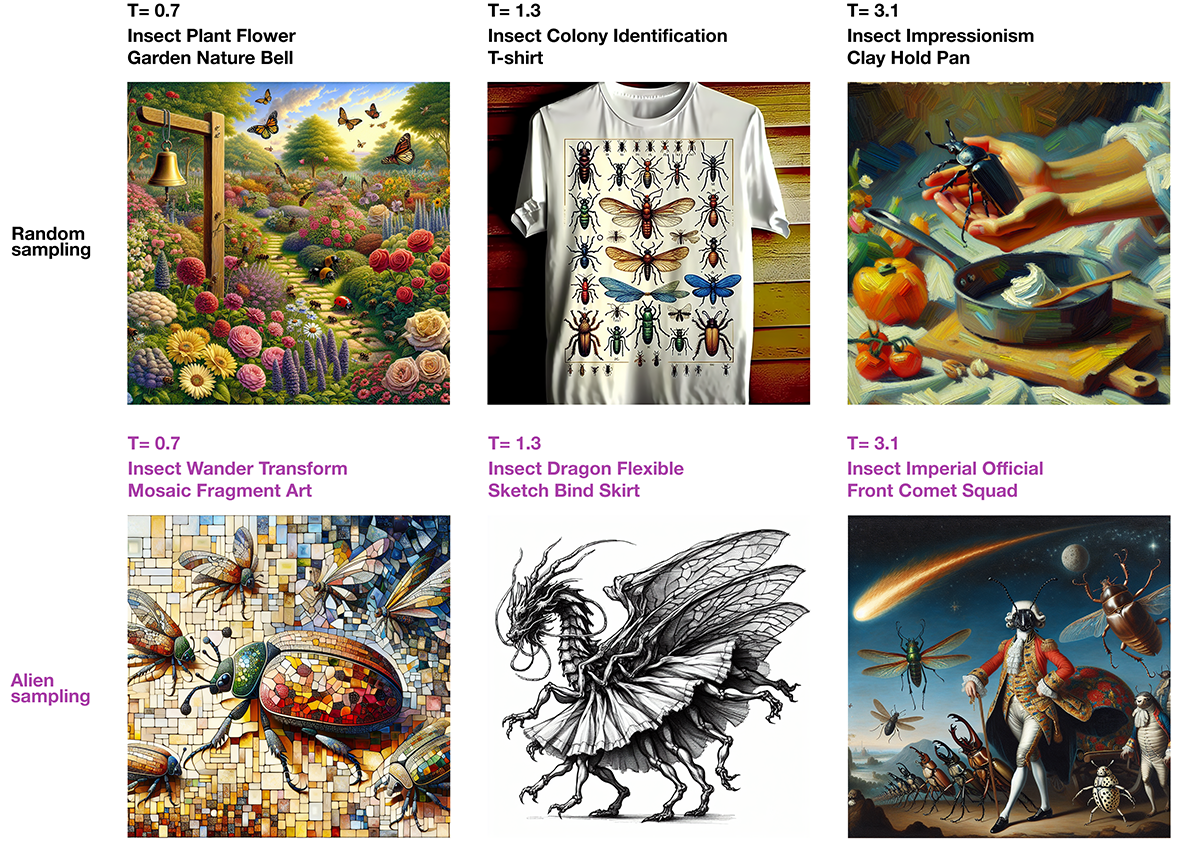 T= 0.7
Insect Plant Flower
Garden Nature Bell
T= 1.3
Insect Colony Identification
T-shirt
T= 3.1
Insect Impressionism
Clay Hold Pan
Random
sampling
T= 0.7
Insect Wander Transform
Mosaic Fragment Art
T= 1.3
Insect Dragon Flexible
Sketch Bind Skirt
T= 3.1
Insect Imperial Official
Front Comet Squad
Alien
sampling